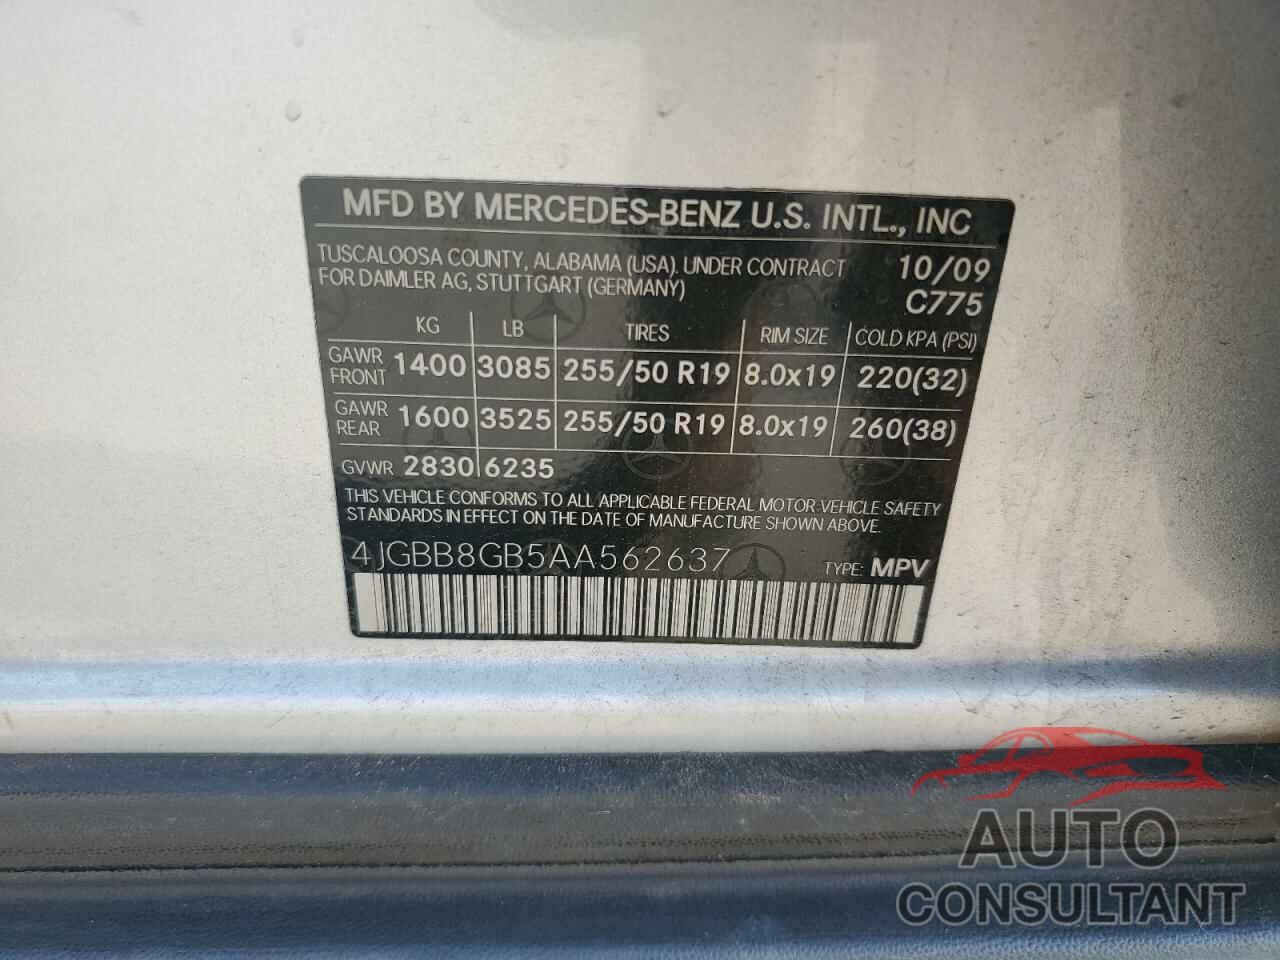 MFD BY MERCEDES-BENZ U.S. INTL., INC
TUSCALOOSA COUNTY, ALABAMA (USA). UNDER CONTRACT 10/09
FOR DAIMLER AG, STUTTGART (GERMANY) C775
KG LB TIRES RIM SIZE COLD KPA (PSI)
GAWR FRONT 1400 3085 255/50 R19 8.0x19 220(32)
GAWR REAR 1600 3525 255/50 R19 8.0x19 260(38)
GVWR 2830 6235
THIS VEHICLE CONFORMS TO ALL APPLICABLE FEDERAL MOTOR-VEHICLE SAFETY
STANDARDS IN EFFECT ON THE DATE OF MANUFACTURE SHOWN ABOVE.
4JGBB8GB5AA562637 TYPE: MPV
AUTO
CONSULTANT